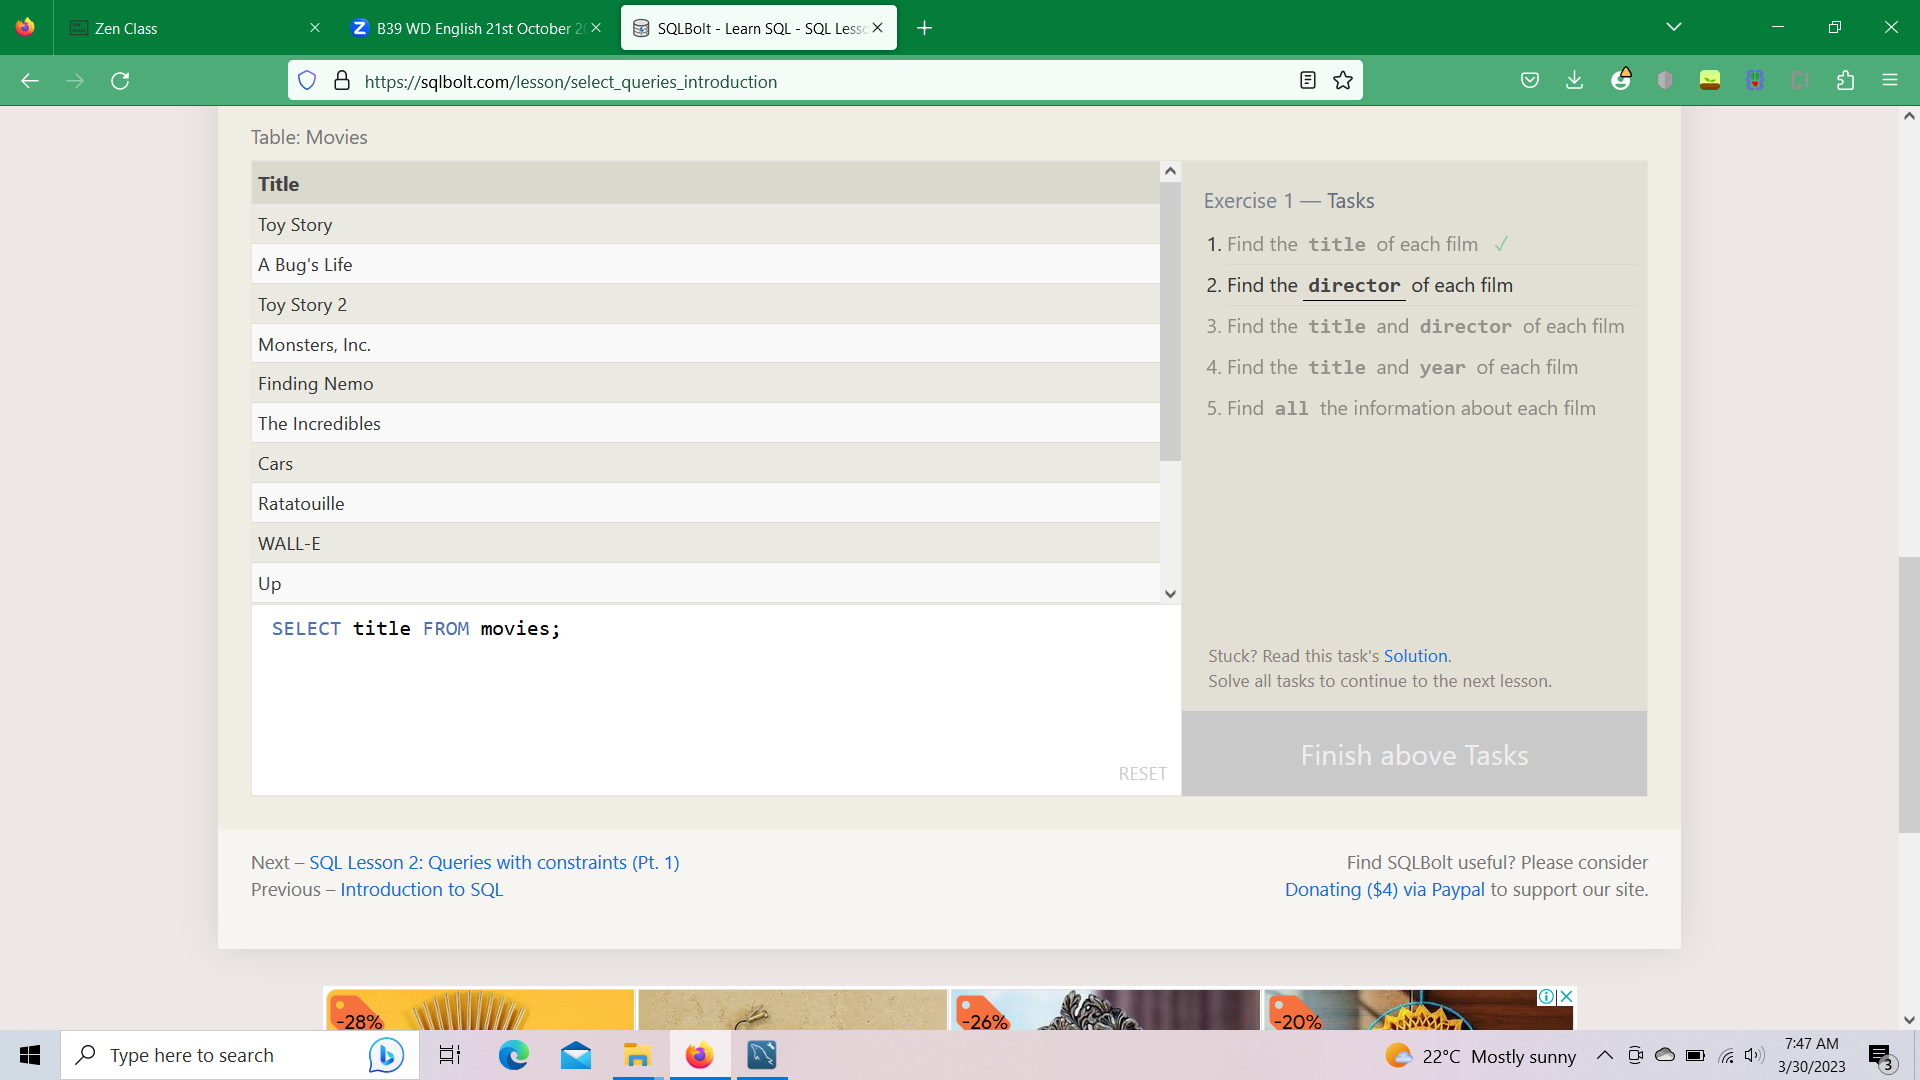 Zen Class
B39 WD English 21st October 20
SQLBolt - Learn SQL - SQL Lesso
https://sqlbolt.com/lesson/select_queries_introduction
Table: Movies
Title
Toy Story
A Bug's Life
Toy Story 2
Monsters, Inc.
Finding Nemo
The Incredibles
Cars
Ratatouille
WALL-E
Up
SELECT title FROM movies;
RESET
Exercise 1 — Tasks
1. Find the title of each film ✓
2. Find the director of each film
3. Find the title and director of each film
4. Find the title and year of each film
5. Find all the information about each film
Stuck? Read this task's Solution.
Solve all tasks to continue to the next lesson.
Finish above Tasks
Next – SQL Lesson 2: Queries with constraints (Pt. 1)
Previous – Introduction to SQL
Find SQLBolt useful? Please consider
Donating ($4) via Paypal to support our site.
-28%
-26%
-20%
Type here to search
22°C Mostly sunny
7:47 AM
3/30/2023
3